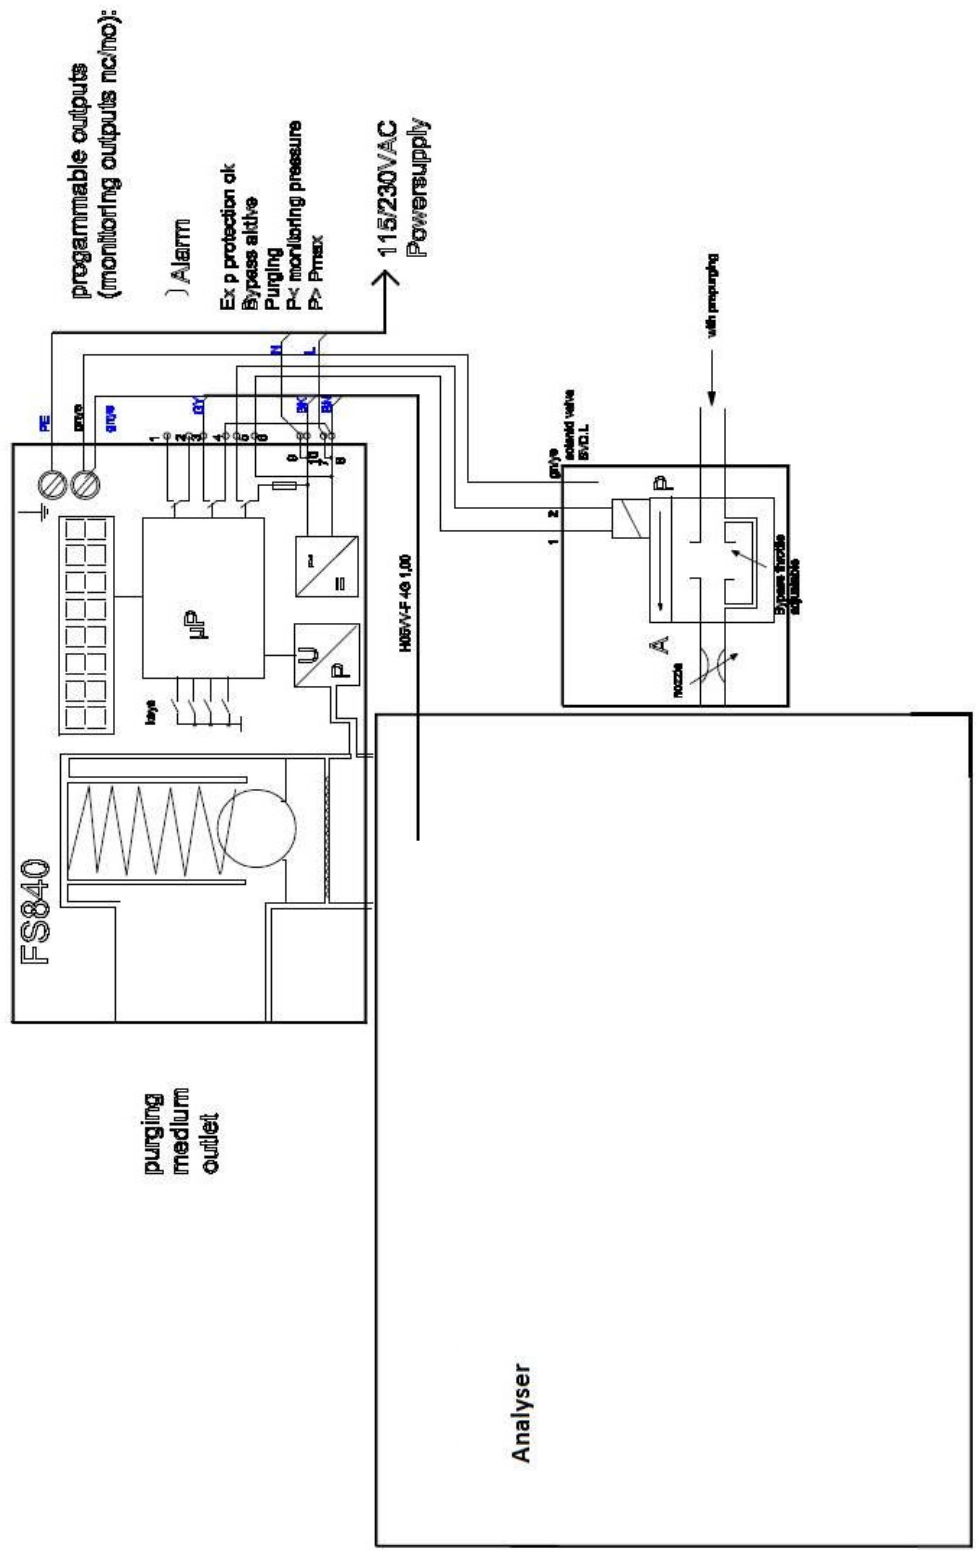 progammable outputs
(monitoring outputs nc/no):
) Alarm
Ex p protection ok
Bypass aktive
Purging
P< monitoring pressure
P> Pmax
115/230VAC
Powersupply
PE
gn/ye
gn/ye
GY
N
L
BK
BN
1
2
3
4
5
6
9
10
7
8
FS840
keys
µP
U
P
H05VV-F 4G 1,00
purging
medium
outlet
with prepurging
gn/ye
solenid valve
SVD.L
1
2
P
A
nozzle
Bypass throttle
adjustable
Analyser